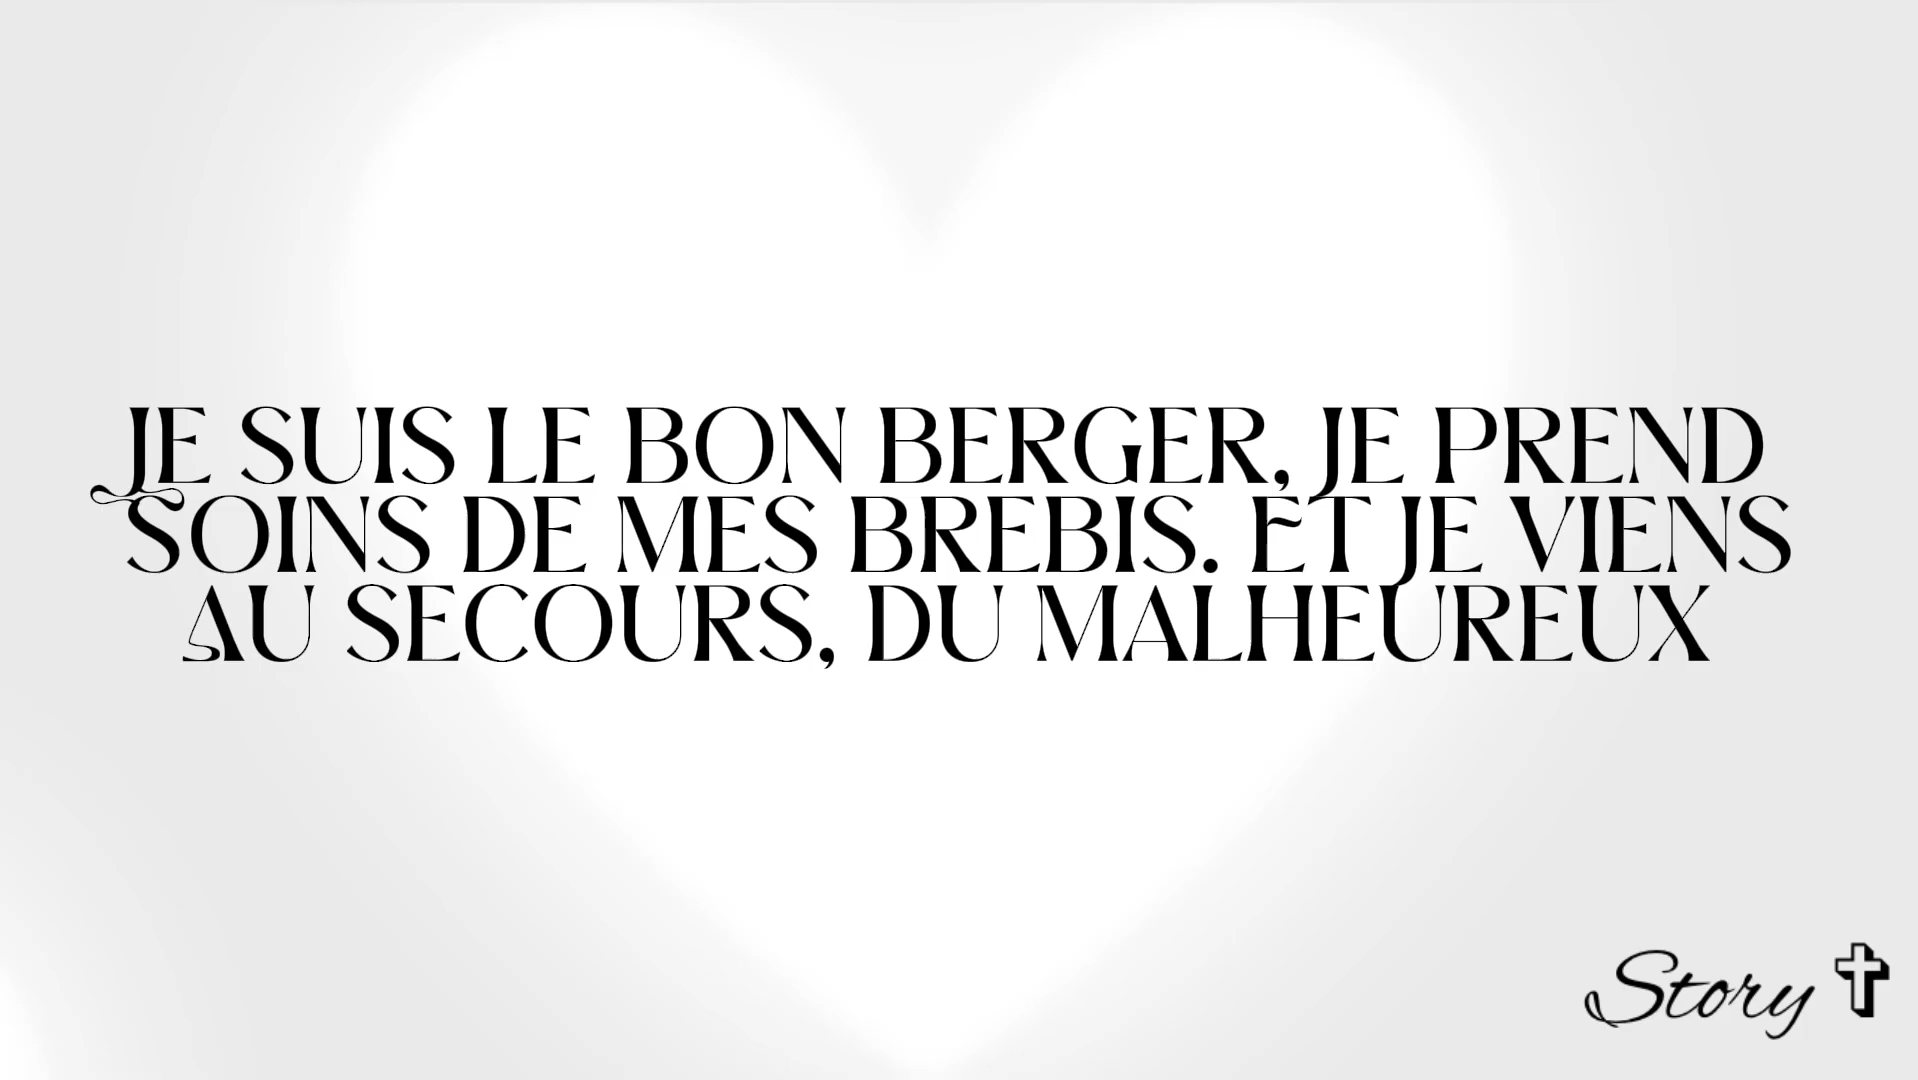 JE SUIS LE BON BERGER, JE PREND
SOINS DE MES BREBIS. ET JE VIENS
AU SECOURS, DU MALHEUREUX
Story